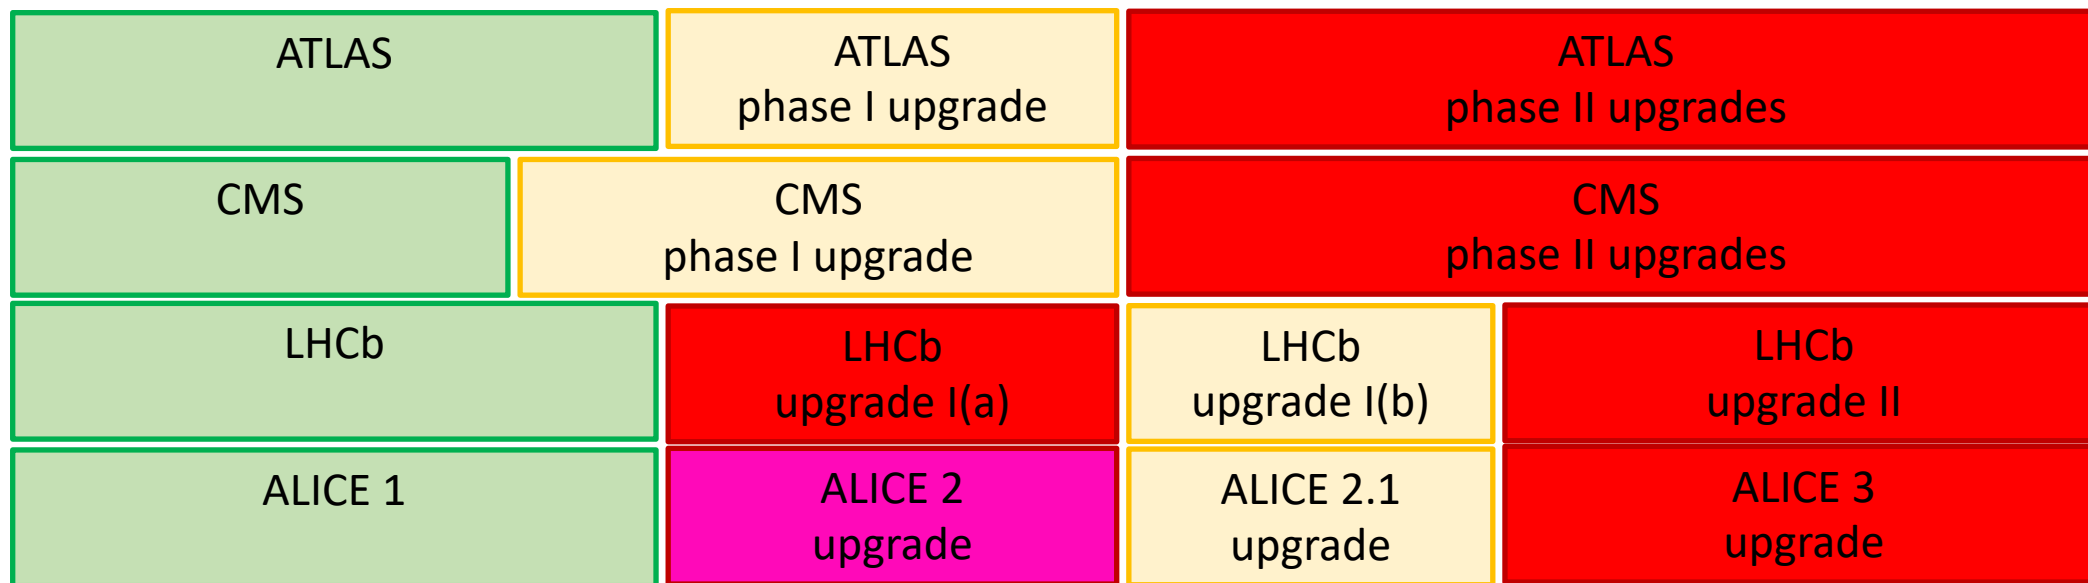 ATLAS
ATLAS
phase I upgrade
ATLAS
phase II upgrades
CMS
CMS
phase I upgrade
CMS
phase II upgrades
LHCb
LHCb
upgrade I(a)
LHCb
upgrade I(b)
LHCb
upgrade II
ALICE 1
ALICE 2
upgrade
ALICE 2.1
upgrade
ALICE 3
upgrade